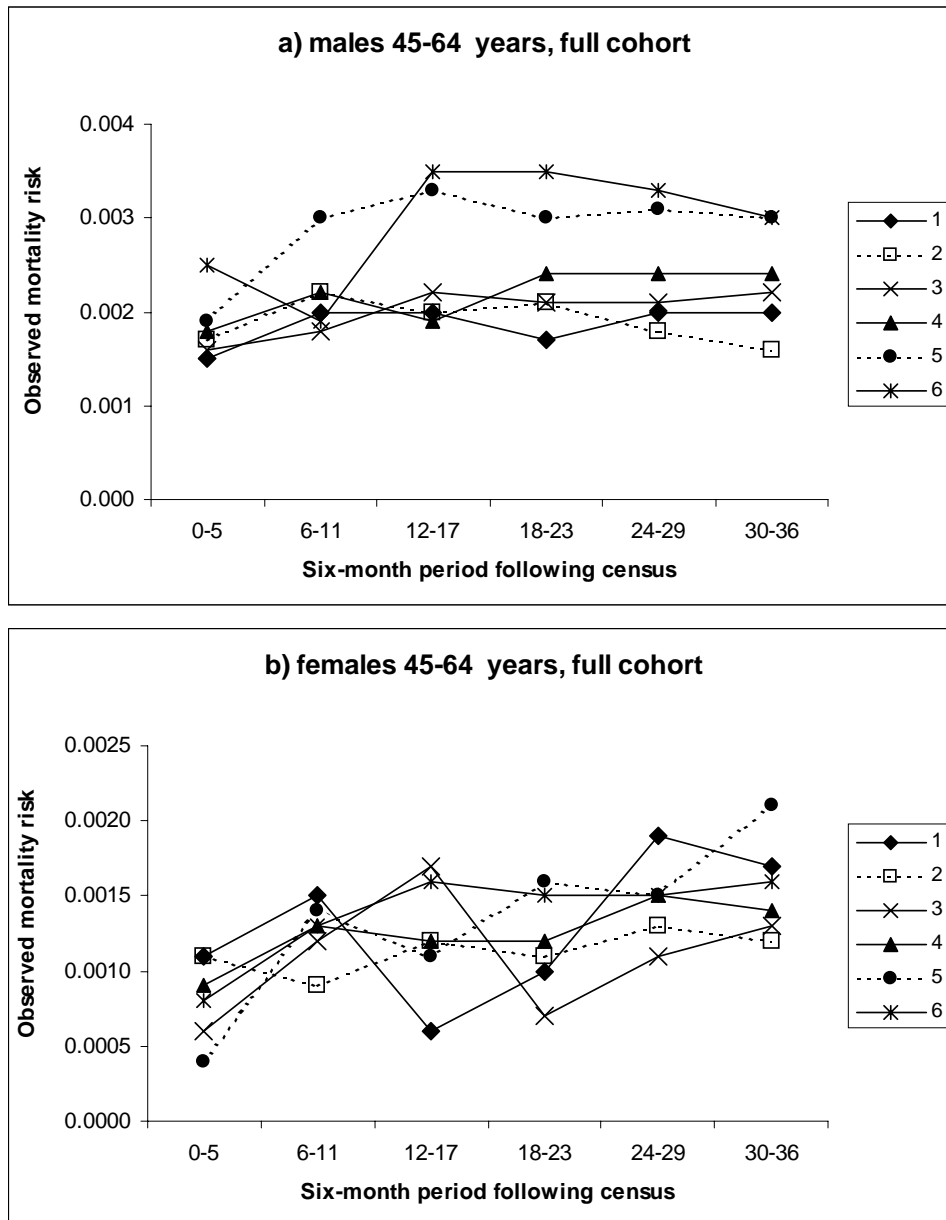 a) males 45-64 years, full cohort
Observed mortality risk
0.004
0.003
0.002
0.001
0.000
0-5 6-11 12-17 18-23 24-29 30-36
Six-month period following census
1
2
3
4
5
6
b) females 45-64 years, full cohort
Observed mortality risk
0.0025
0.0020
0.0015
0.0010
0.0005
0.0000
0-5 6-11 12-17 18-23 24-29 30-36
Six-month period following census
1
2
3
4
5
6